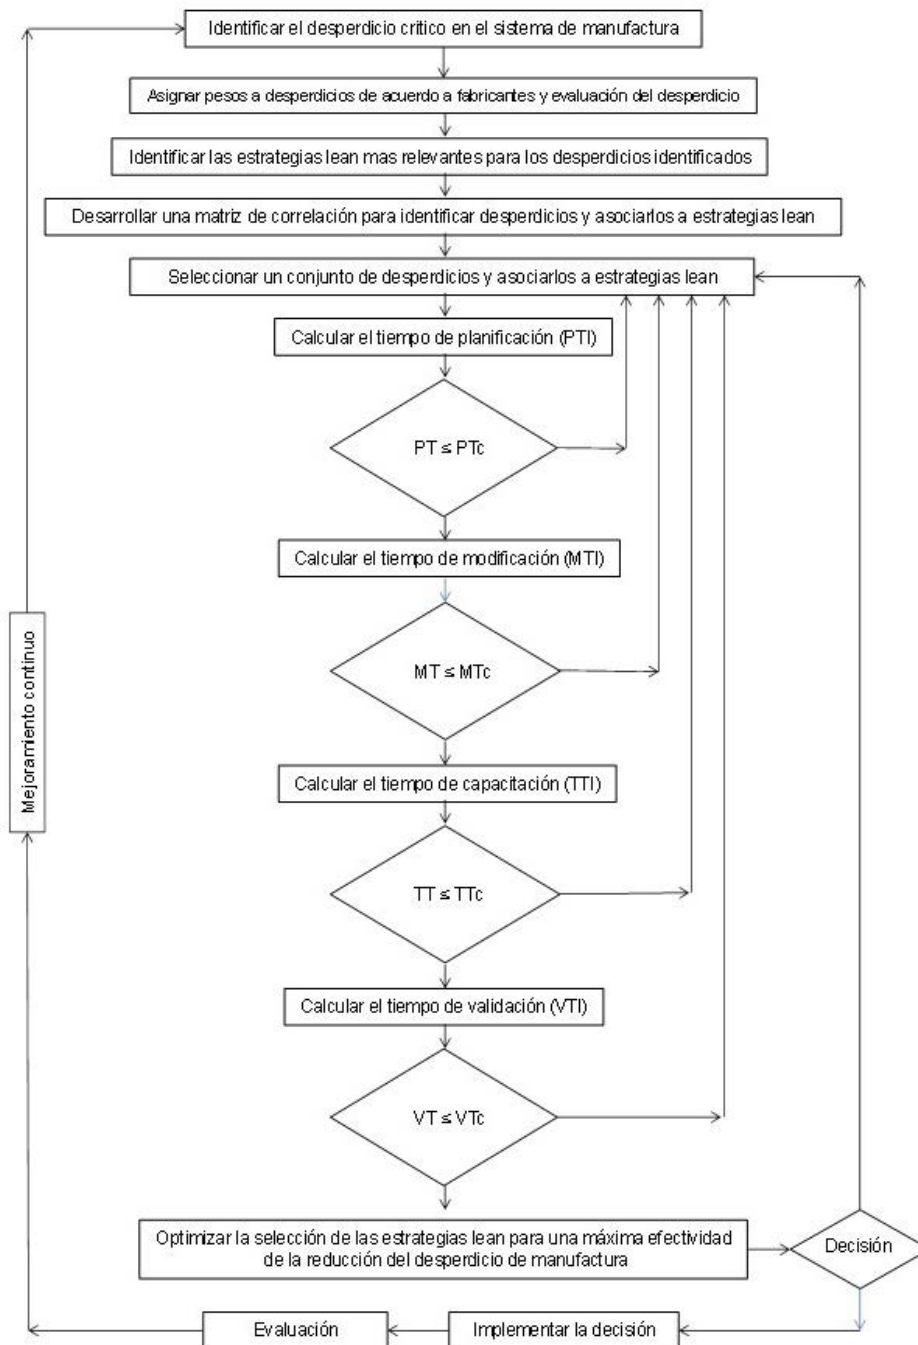 Identificar el desperdicio critico en el sistema de manufactura
Asignar pesos a desperdicios de acuerdo a fabricantes y evaluación del desperdicio
Identificar las estrategias lean mas relevantes para los desperdicios identificados
Desarrollar una matriz de correlación para identificar desperdicios y asociarlos a estrategias lean
Seleccionar un conjunto de desperdicios y asociarlos a estrategias lean
Calcular el tiempo de planificación (PTI)
PT ≤ PTc
Calcular el tiempo de modificación (MTI)
MT ≤ MTc
Mejoramiento continuo
Calcular el tiempo de capacitación (TTI)
TT ≤ TTc
Calcular el tiempo de validación (VTI)
VT ≤ VTc
Optimizar la selección de las estrategias lean para una máxima efectividad
de la reducción del desperdicio de manufactura
Decisión
Evaluación
Implementar la decisión